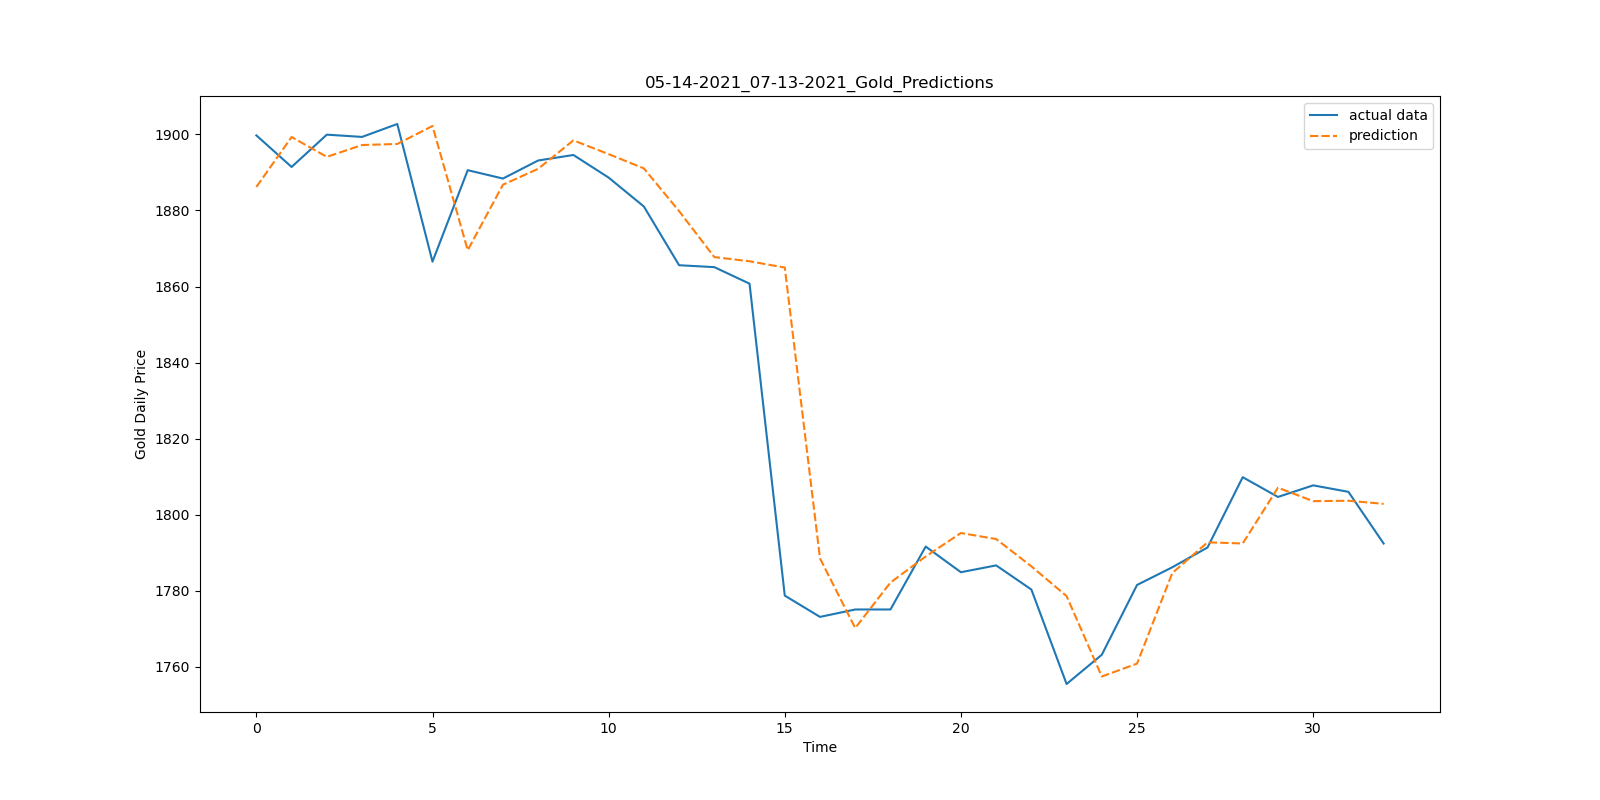 05-14-2021_07-13-2021_Gold_Predictions
actual data
prediction
Gold Daily Price
1900
1880
1860
1840
1820
1800
1780
1760
0 5 10 15 20 25 30
Time